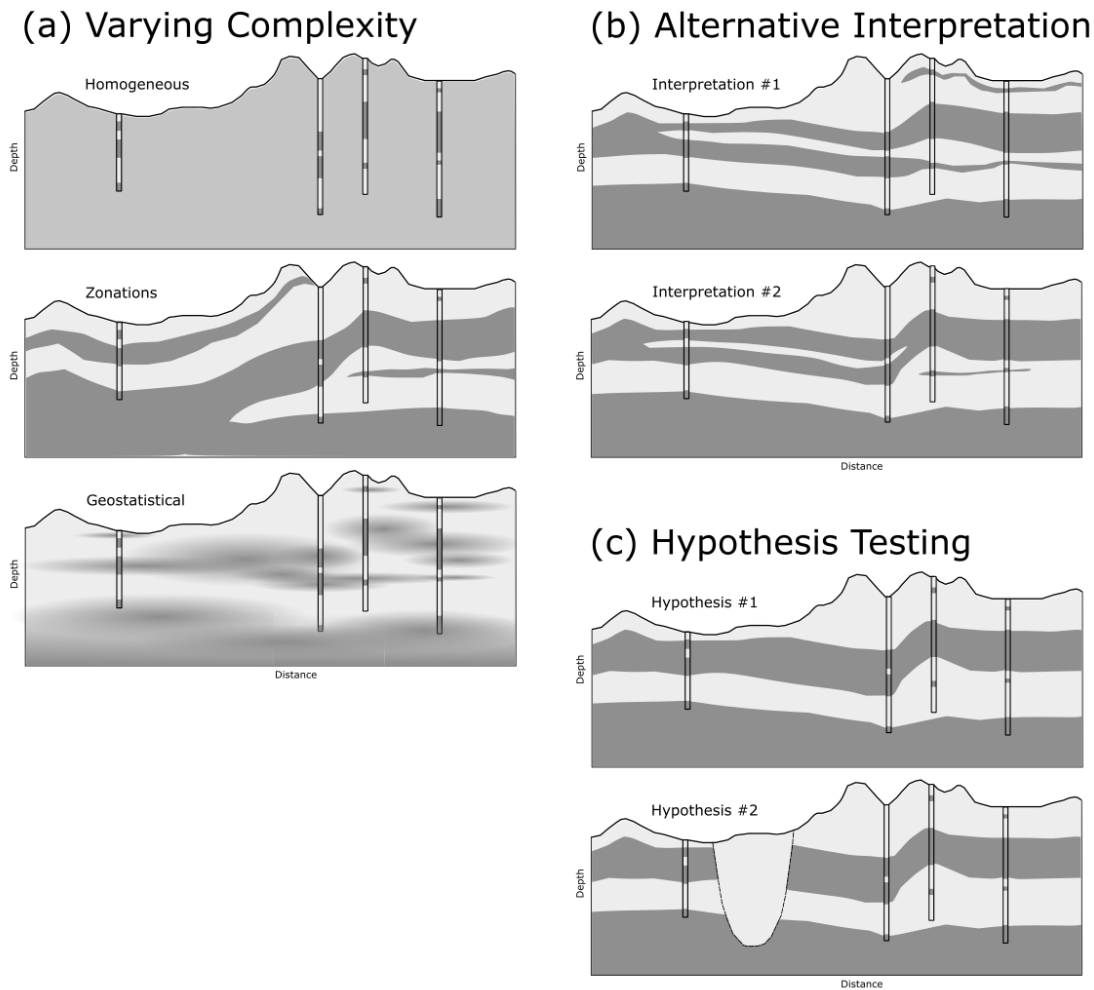 (a) Varying Complexity
Homogeneous
Depth
Zonations
Depth
Geostatistical
Depth
Distance
(b) Alternative Interpretation
Interpretation #1
Depth
Interpretation #2
Depth
Distance
(c) Hypothesis Testing
Hypothesis #1
Depth
Hypothesis #2
Depth
Distance